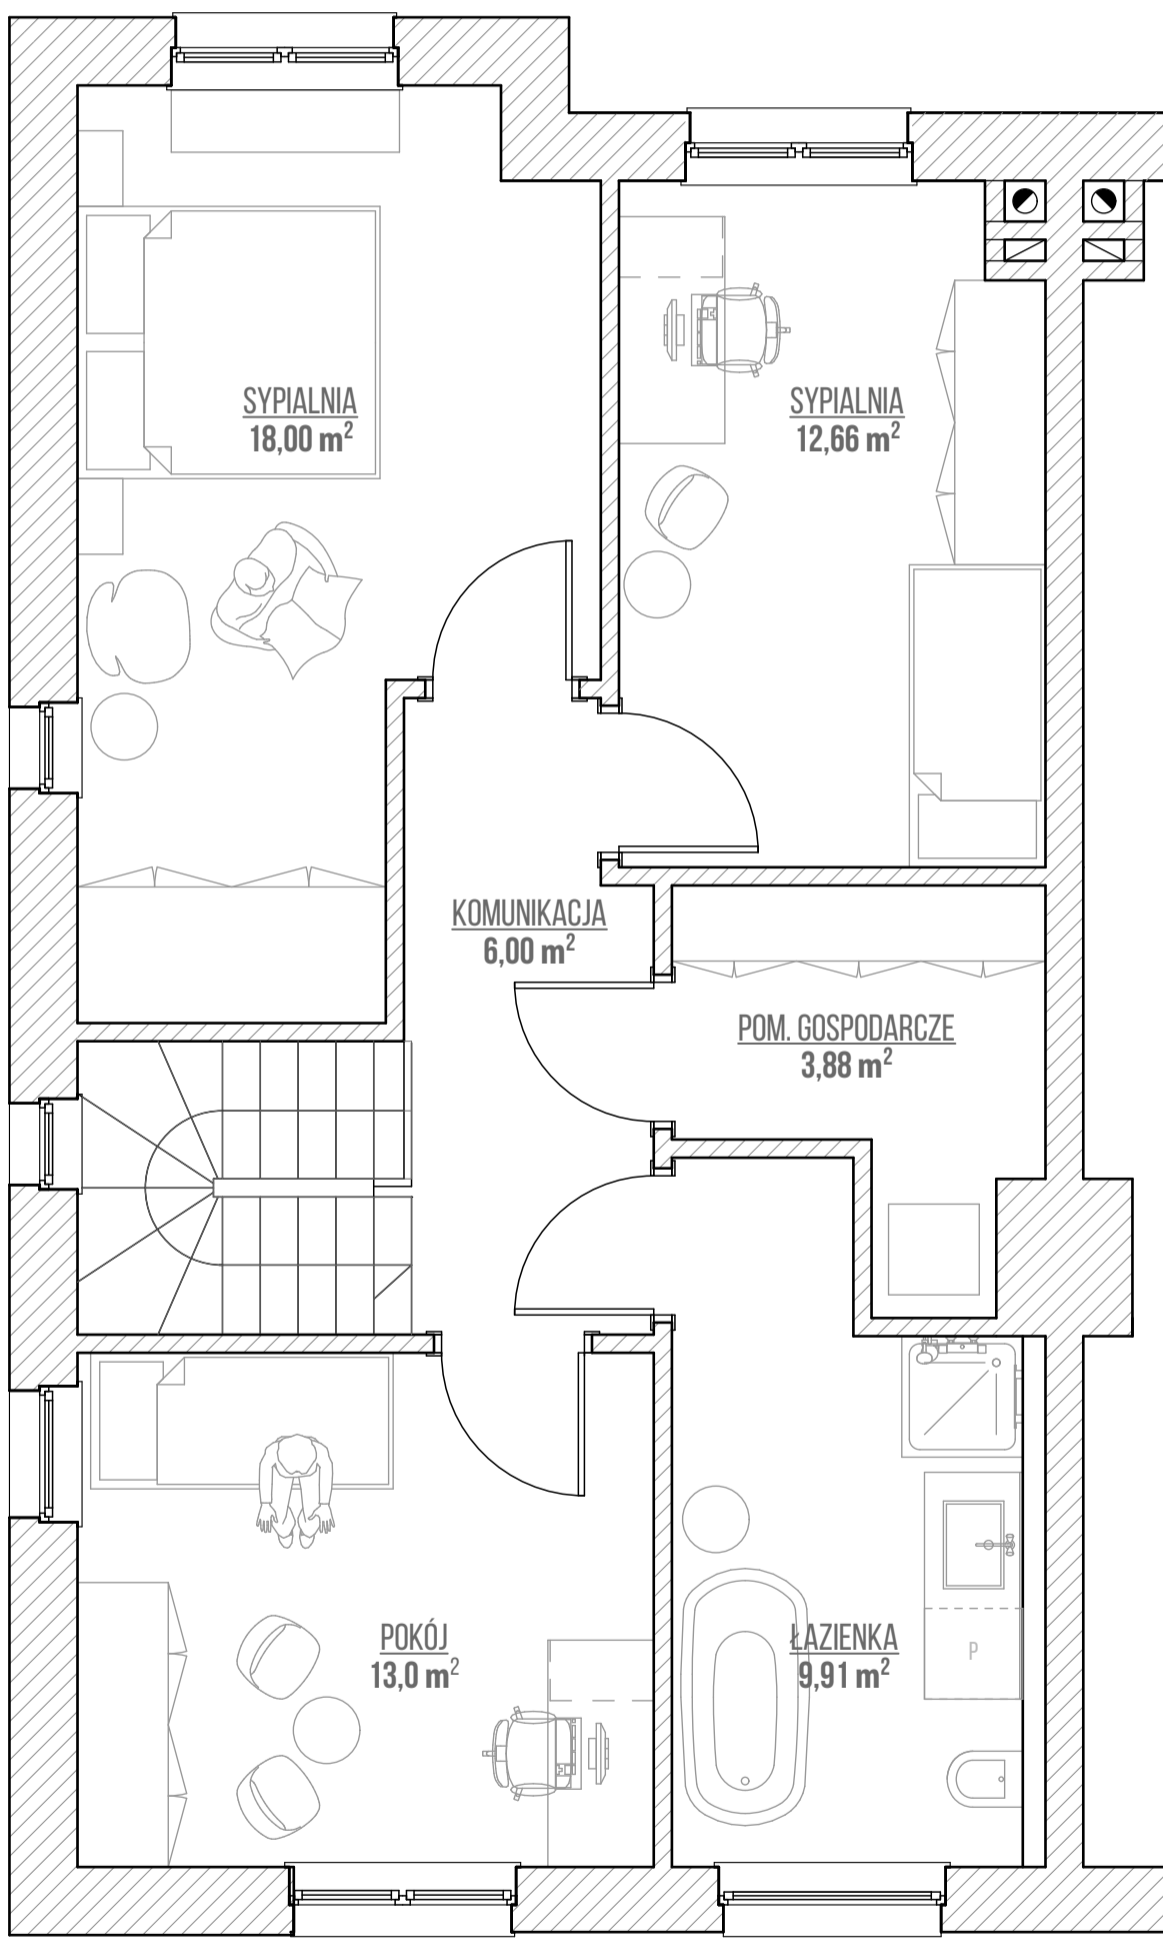 SYPIALNIA
18,00 m²
SYPIALNIA
12,66 m²
KOMUNIKACJA
6,00 m²
POM. GOSPODARCZE
3,88 m²
POKÓJ
13,0 m²
ŁAZIENKA
9,91 m²
P